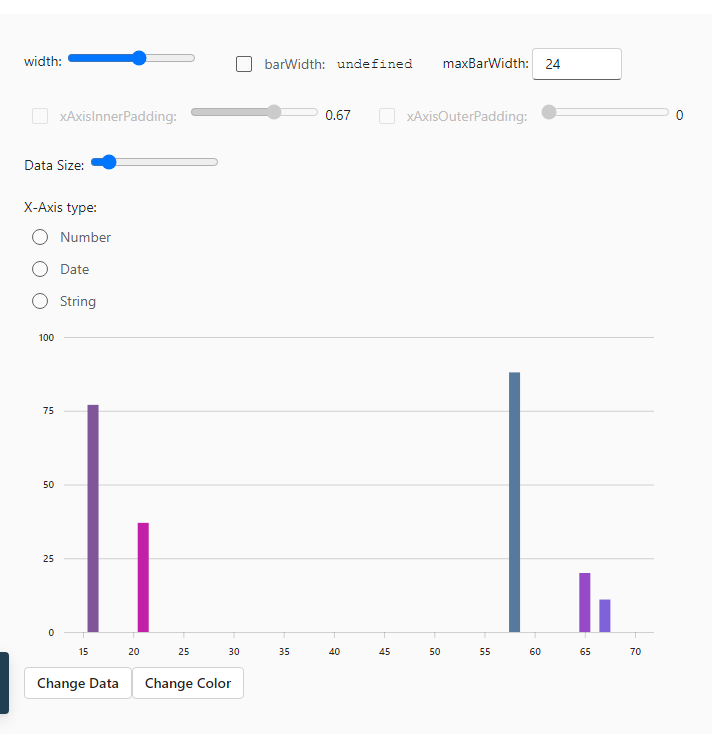 width: barWidth: undefined maxBarWidth: 24
xAxisInnerPadding: 0.67 xAxisOuterPadding: 0
Data Size:
X-Axis type:
Number
Date
String
100
75
50
25
0
15 20 25 30 35 40 45 50 55 60 65 70
Change Data Change Color